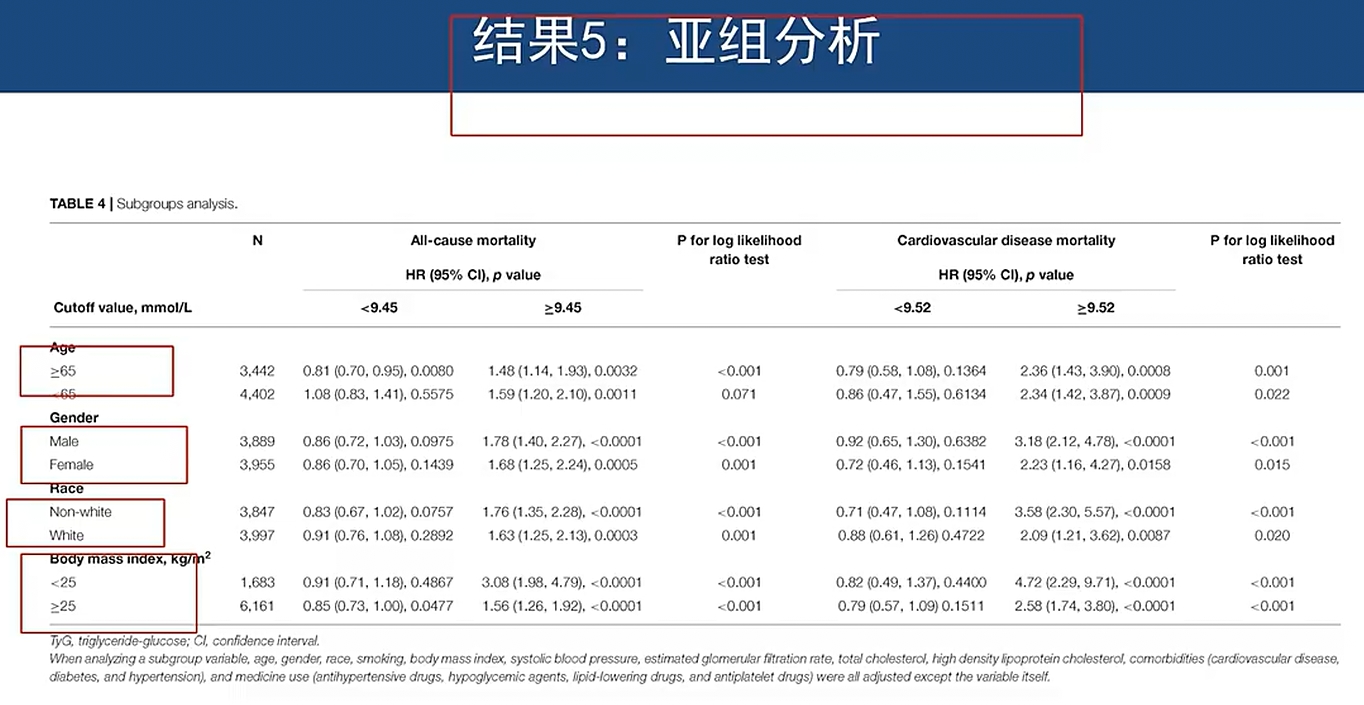 结果5：亚组分析
TABLE 4 | Subgroups analysis.
N All-cause mortality P for log likelihood ratio test Cardiovascular disease mortality P for log likelihood ratio test
HR (95% CI), p value HR (95% CI), p value
Cutoff value, mmol/L <9.45 ≥9.45 <9.52 ≥9.52
Age
≥65 3,442 0.81 (0.70, 0.95), 0.0080 1.48 (1.14, 1.93), 0.0032 <0.001 0.79 (0.58, 1.08), 0.1364 2.36 (1.43, 3.90), 0.0008 0.001
<65 4,402 1.08 (0.83, 1.41), 0.5575 1.59 (1.20, 2.10), 0.0011 0.071 0.86 (0.47, 1.55), 0.6134 2.34 (1.42, 3.87), 0.0009 0.022
Gender
Male 3,889 0.86 (0.72, 1.03), 0.0975 1.78 (1.40, 2.27), <0.0001 <0.001 0.92 (0.65, 1.30), 0.6382 3.18 (2.12, 4.78), <0.0001 <0.001
Female 3,955 0.86 (0.70, 1.05), 0.1439 1.68 (1.25, 2.24), 0.0005 0.001 0.72 (0.46, 1.13), 0.1541 2.23 (1.16, 4.27), 0.0158 0.015
Race
Non-white 3,847 0.83 (0.67, 1.02), 0.0757 1.76 (1.35, 2.28), <0.0001 <0.001 0.71 (0.47, 1.08), 0.1114 3.58 (2.30, 5.57), <0.0001 <0.001
White 3,997 0.91 (0.76, 1.08), 0.2892 1.63 (1.25, 2.13), 0.0003 0.001 0.88 (0.61, 1.26) 0.4722 2.09 (1.21, 3.62), 0.0087 0.020
Body mass index, kg/m²
<25 1,683 0.91 (0.71, 1.18), 0.4867 3.08 (1.98, 4.79), <0.0001 <0.001 0.82 (0.49, 1.37), 0.4400 4.72 (2.29, 9.71), <0.0001 <0.001
≥25 6,161 0.85 (0.73, 1.00), 0.0477 1.56 (1.26, 1.92), <0.0001 <0.001 0.79 (0.57, 1.09) 0.1511 2.58 (1.74, 3.80), <0.0001 <0.001
TyG, triglyceride-glucose; CI, confidence interval.
When analyzing a subgroup variable, age, gender, race, smoking, body mass index, systolic blood pressure, estimated glomerular filtration rate, total cholesterol, high density lipoprotein cholesterol, comorbidities (cardiovascular disease,
diabetes, and hypertension), and medicine use (antihypertensive drugs, hypoglycemic agents, lipid-lowering drugs, and antiplatelet drugs) were all adjusted except the variable itself.